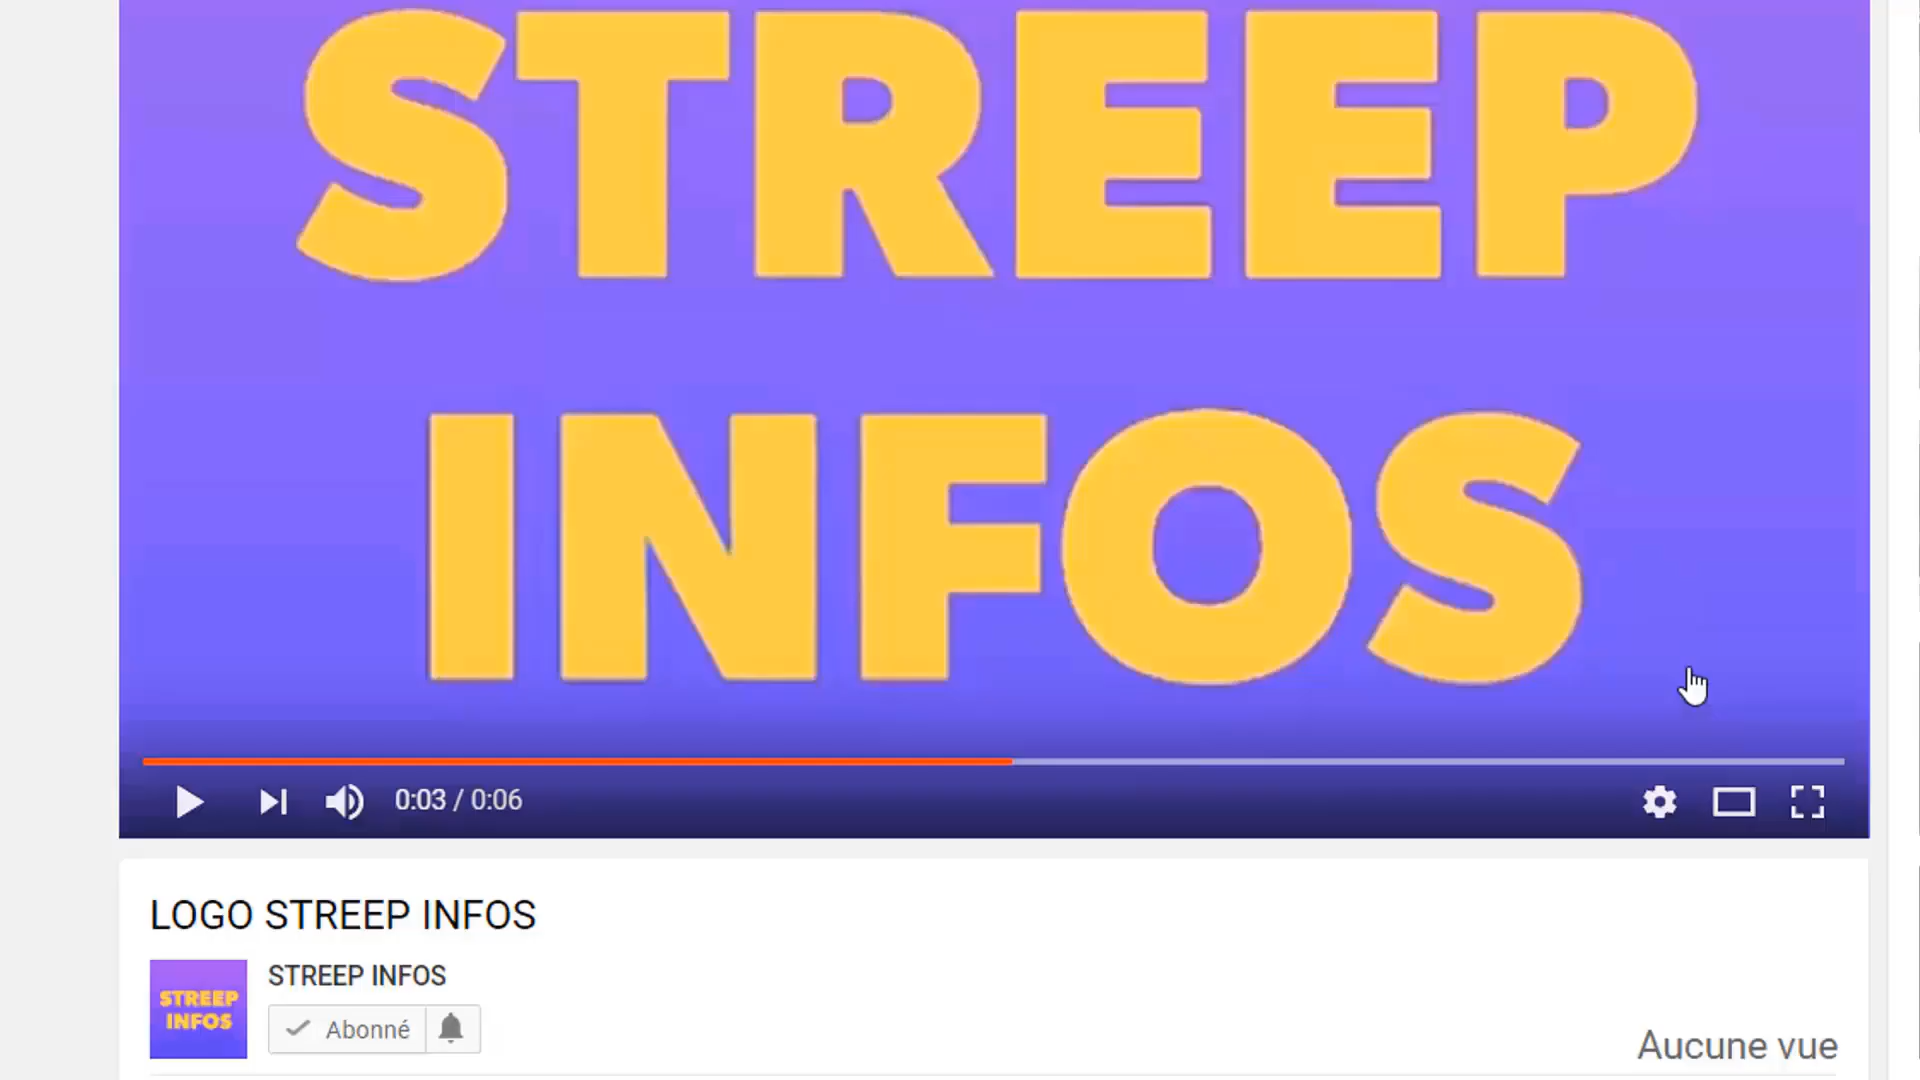 STREEP
INFOS
0:03 / 0:06
LOGO STREEP INFOS
STREEP
INFOS
STREEP INFOS
Abonné
Aucune vue